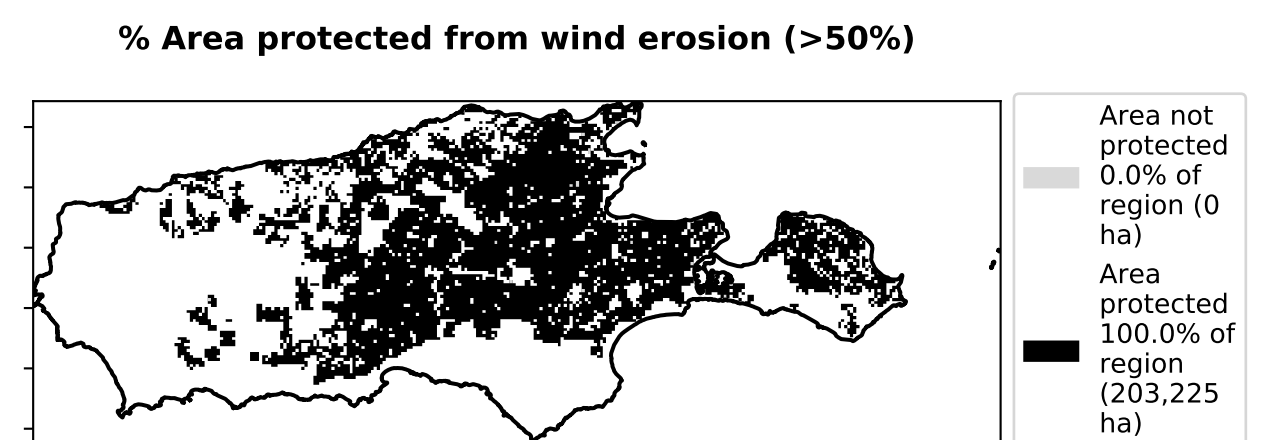 % Area protected from wind erosion (>50%)
Area not
protected
0.0% of
region (0
ha)
Area
protected
100.0% of
region
(203,225
ha)